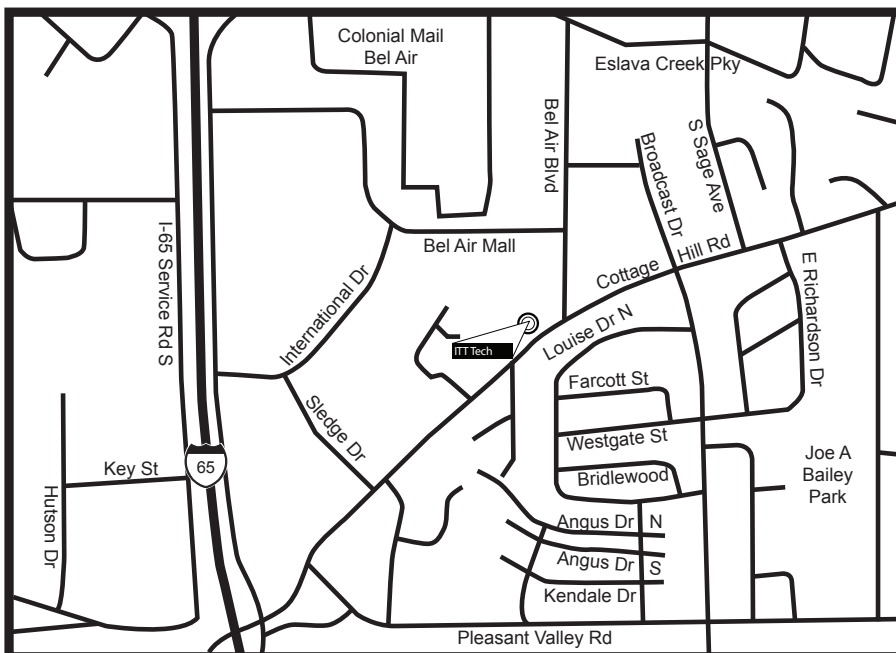 Colonial Mail
Bel Air
Eslava Creek Pky
Bel Air Blvd
S Sage Ave
Broadcast Dr
I-65 Service Rd S
Bel Air Mall
Cottage Hill Rd
E Richardson Dr
International Dr
Louise Dr N
ITT Tech
Farcott St
Sledge Dr
Westgate St
Key St
65
Bridlewood
Joe A
Bailey
Park
Hutson Dr
Angus Dr N
Angus Dr S
Kendale Dr
Pleasant Valley Rd